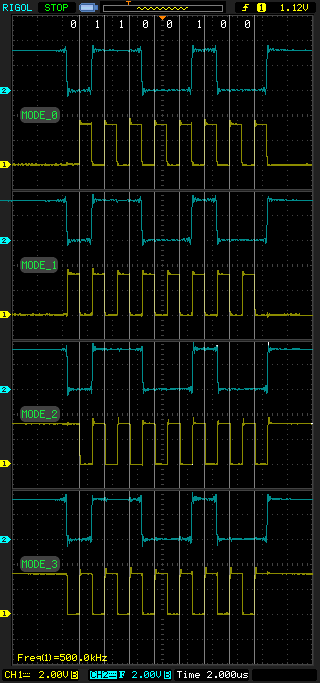 RIGOL STOP T 1 1.12V
0 1 1 0 0 1 0 0
2
MODE_0
1
2
MODE_1
1
2
MODE_2
1
2
MODE_3
1
Freq(1)=500.0kHz
CH1 2.00V B CH2 F 2.00V B Time 2.000us